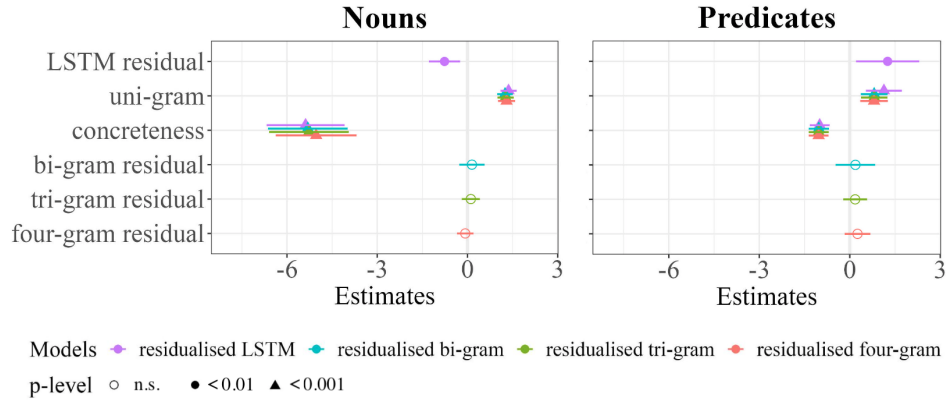 Nouns Predicates
LSTM residual
uni-gram
concreteness
bi-gram residual
tri-gram residual
four-gram residual
-6 -3 0 3 -6 -3 0 3
Estimates Estimates
Models residualised LSTM residualised bi-gram residualised tri-gram residualised four-gram
p-level n.s. <0.01 <0.001